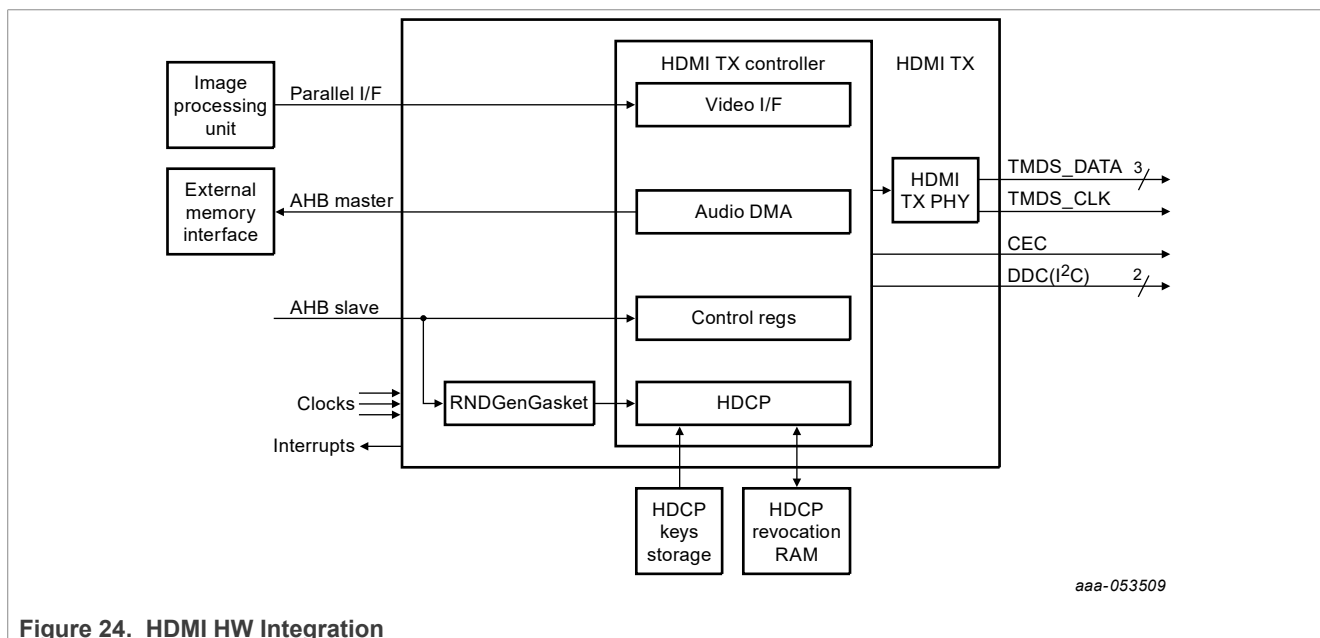 HDMI TX controller
HDMI TX
Image
processing
unit
Parallel I/F
Video I/F
External
memory
interface
AHB master
Audio DMA
HDMI
TX PHY
TMDS_DATA
3
TMDS_CLK
CEC
DDC(I²C)
2
AHB slave
Control regs
Clocks
RNDGenGasket
HDCP
Interrupts
HDCP
keys
storage
HDCP
revocation
RAM
aaa-053509
Figure 24. HDMI HW Integration